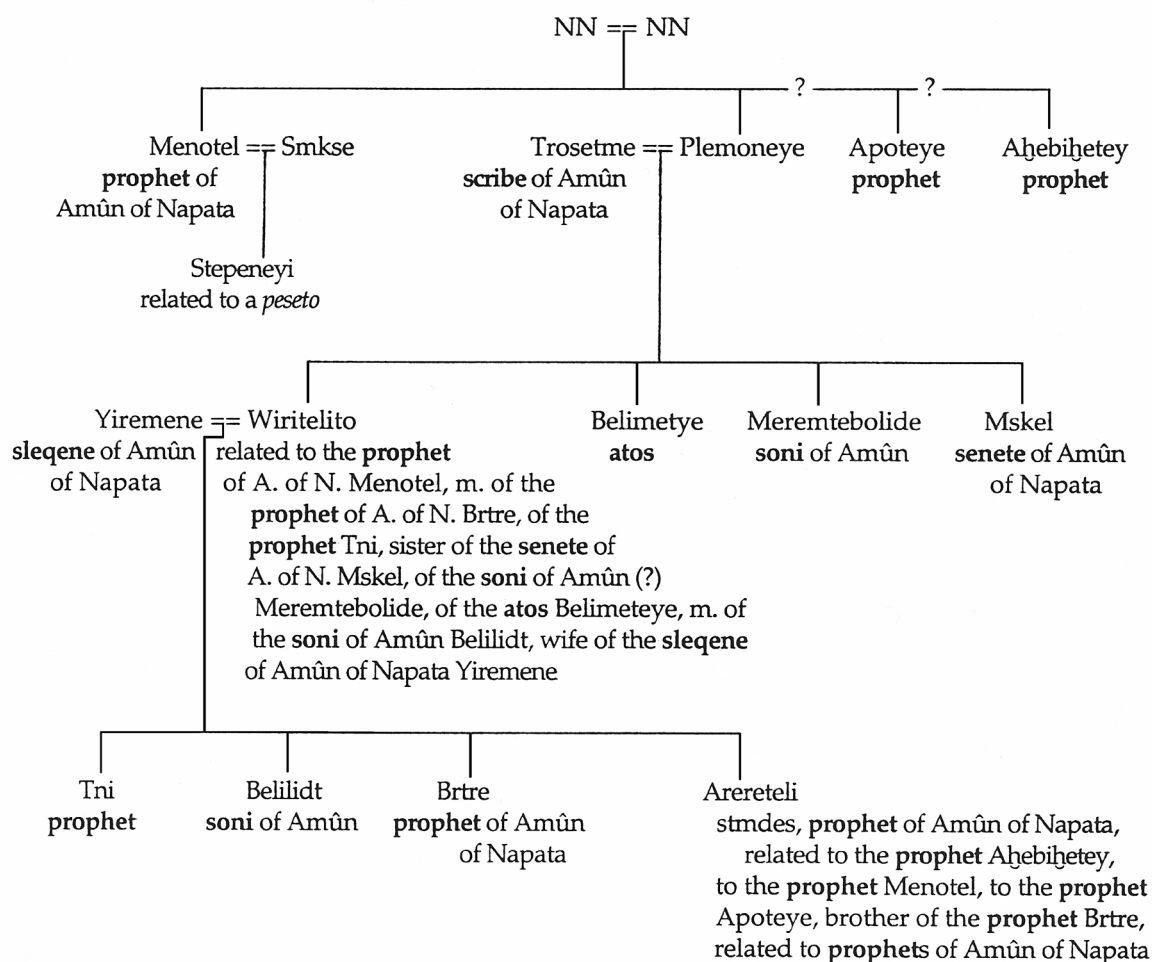 NN == NN
? ?
Menotel == Smkse
prophet of
Amûn of Napata
Stepeneyi
related to a peseto
Trosetme == Plemoneye
scribe of Amûn
of Napata
Apoteye
prophet
Aḫebiḫetey
prophet
Yiremene == Wiritelito
sleqene of Amûn
of Napata
related to the prophet
of A. of N. Menotel, m. of the
prophet of A. of N. Brtre, of the
prophet Tni, sister of the senete of
A. of N. Mskel, of the soni of Amûn (?)
Meremtebolide, of the atos Belimeteye, m. of
the soni of Amûn Belilidt, wife of the sleqene
of Amûn of Napata Yiremene
Belimetye
atos
Meremtebolide
soni of Amûn
Mskel
senete of Amûn
of Napata
Tni
prophet
Belilidt
soni of Amûn
Brtre
prophet of Amûn
of Napata
Arereteli
stmdes, prophet of Amûn of Napata,
related to the prophet Aḫebiḫetey,
to the prophet Menotel, to the prophet
Apoteye, brother of the prophet Brtre,
related to prophets of Amûn of Napata